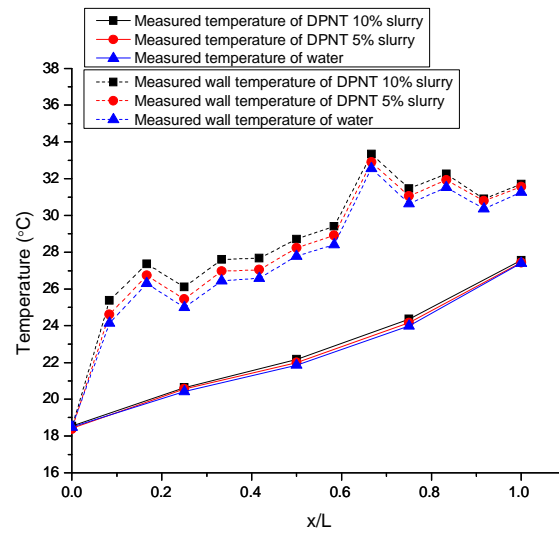 Measured temperature of DPNT 10% slurry
Measured temperature of DPNT 5% slurry
Measured temperature of water
Measured wall temperature of DPNT 10% slurry
Measured wall temperature of DPNT 5% slurry
Measured wall temperature of water
38
36
34
32
30
28
26
24
22
20
18
16
Temperature (°C)
0.0 0.2 0.4 0.6 0.8 1.0
x/L